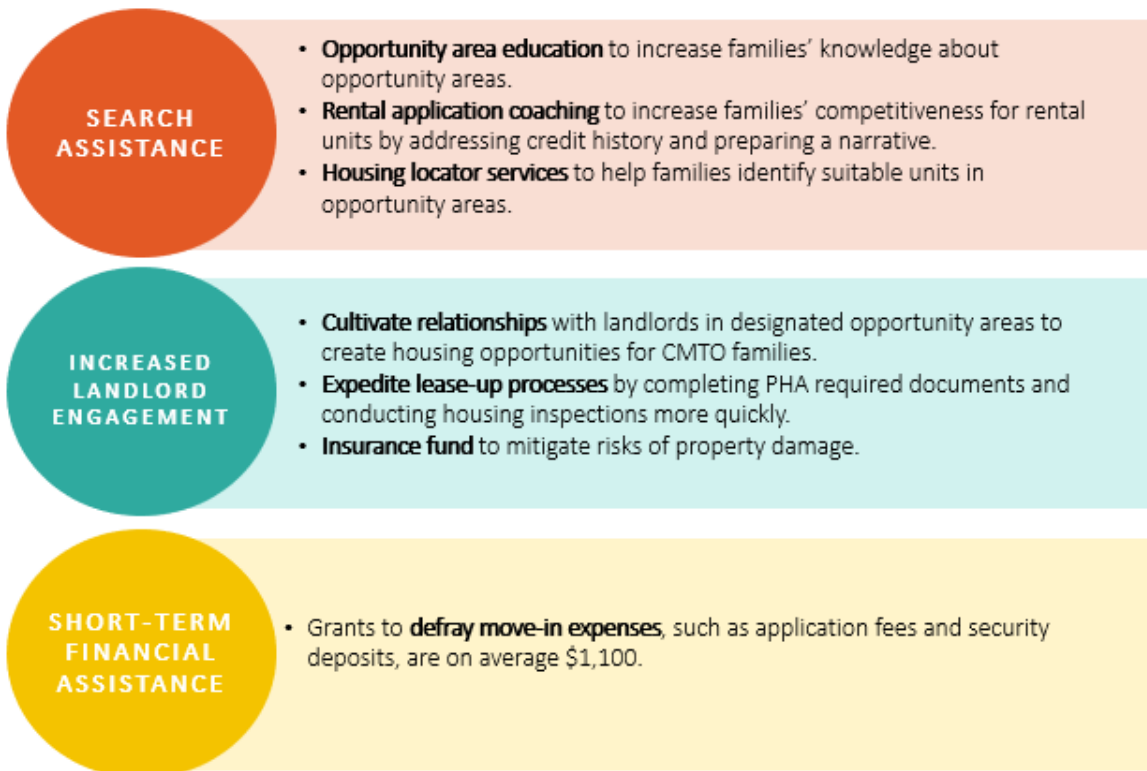 SEARCH
ASSISTANCE
• Opportunity area education to increase families’ knowledge about
opportunity areas.
• Rental application coaching to increase families’ competitiveness for rental
units by addressing credit history and preparing a narrative.
• Housing locator services to help families identify suitable units in
opportunity areas.
INCREASED
LANDLORD
ENGAGEMENT
• Cultivate relationships with landlords in designated opportunity areas to
create housing opportunities for CMTO families.
• Expedite lease-up processes by completing PHA required documents and
conducting housing inspections more quickly.
• Insurance fund to mitigate risks of property damage.
SHORT-TERM
FINANCIAL
ASSISTANCE
• Grants to defray move-in expenses, such as application fees and security
deposits, are on average $1,100.